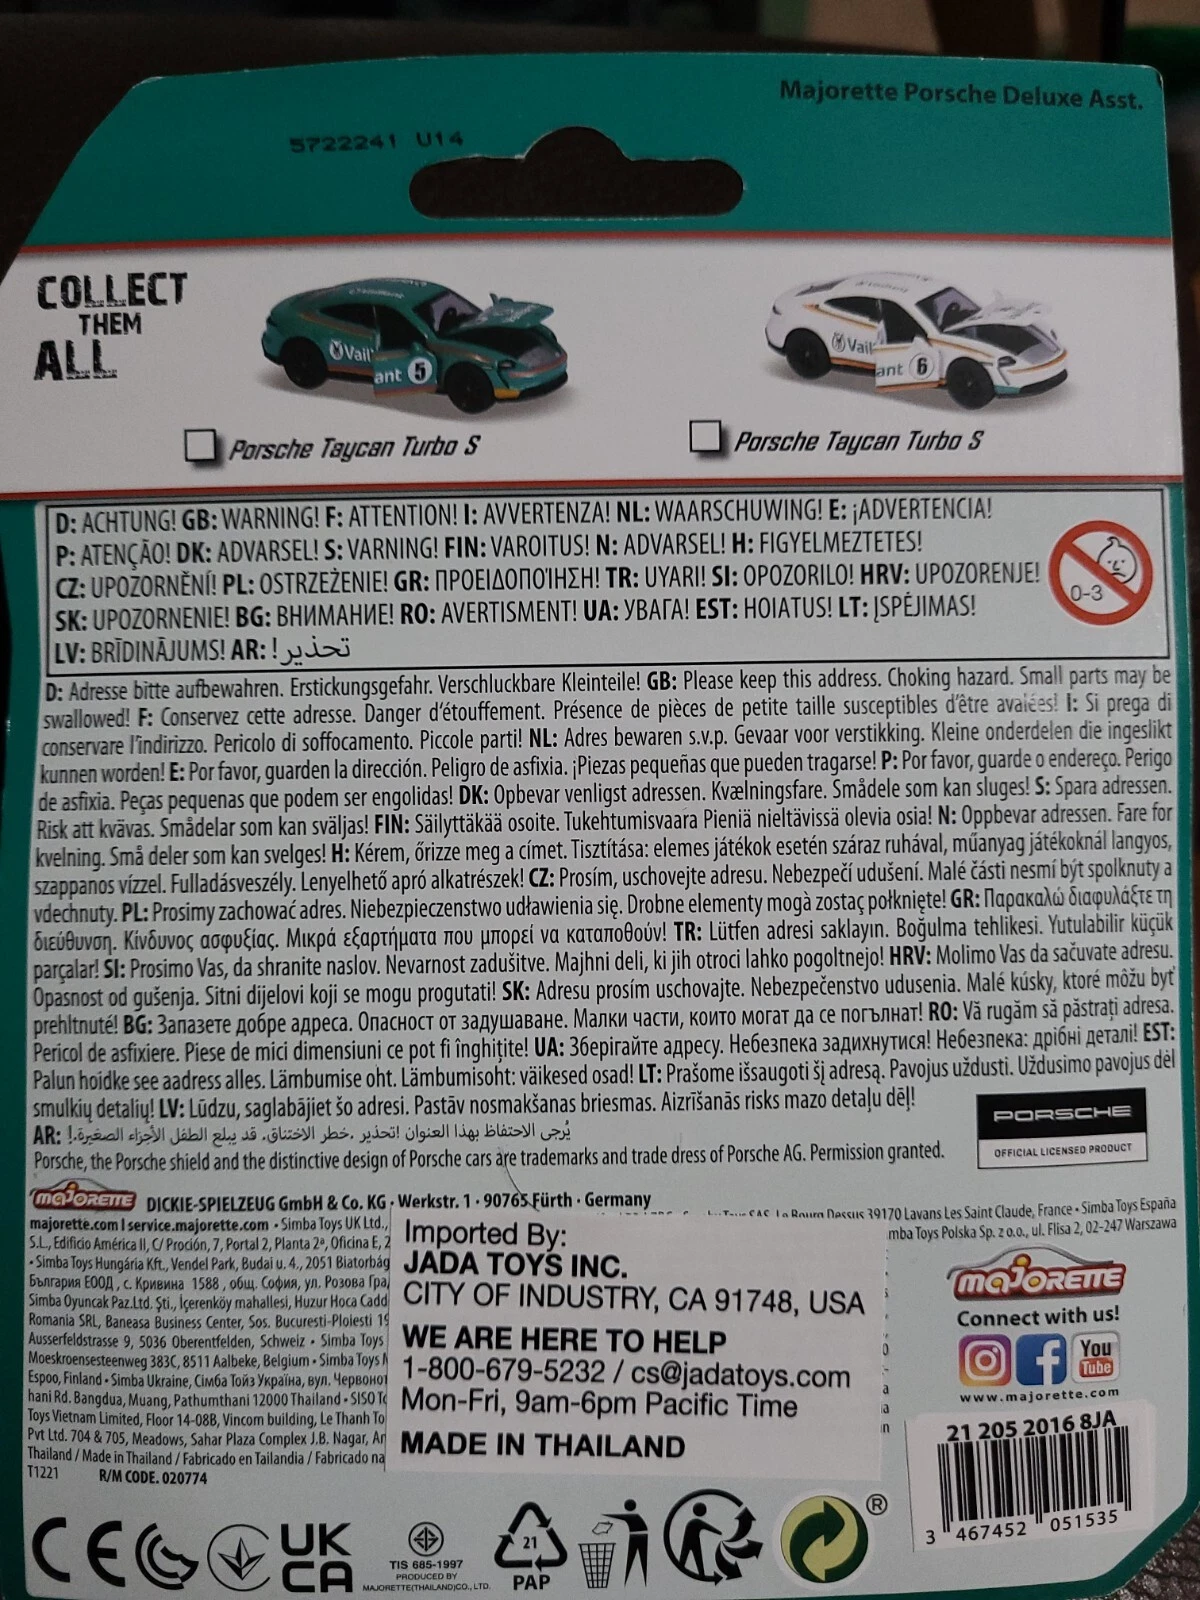 Majorette Porsche Deluxe Asst.
5722241 U14
COLLECT
THEM
ALL
Vail
ant 5
Vail
ant 6
Porsche Taycan Turbo S
Porsche Taycan Turbo S
D: ACHTUNG! GB: WARNING! F: ATTENTION! I: AVVERTENZA! NL: WAARSCHUWING! E: ¡ADVERTENCIA!
P: ATENÇÃO! DK: ADVARSEL! S: VARNING! FIN: VAROITUS! N: ADVARSEL! H: FIGYELMEZTETES!
CZ: UPOZORNĚNÍ! PL: OSTRZEŻENIE! GR: ΠΡΟΕΙΔΟΠΟΊΗΣΗ! TR: UYARI! SI: OPOZORILO! HRV: UPOZORENJE!
SK: UPOZORNENIE! BG: ВНИМАНИЕ! RO: AVERTISMENT! UA: УВАГА! EST: HOIATUS! LT: ĮSPĖJIMAS!
LV: BRĪDINĀJUMS! AR: تحذير!
0-3
D: Adresse bitte aufbewahren. Erstickungsgefahr. Verschluckbare Kleinteile! GB: Please keep this address. Choking hazard. Small parts may be
swallowed! F: Conservez cette adresse. Danger d'étouffement. Présence de pièces de petite taille susceptibles d'être avalées! I: Si prega di
conservare l'indirizzo. Pericolo di soffocamento. Piccole parti! NL: Adres bewaren s.v.p. Gevaar voor verstikking. Kleine onderdelen die ingeslikt
kunnen worden! E: Por favor, guarden la dirección. Peligro de asfixia. ¡Piezas pequeñas que pueden tragarse! P: Por favor, guarde o endereço. Perigo
de asfixia. Peças pequenas que podem ser engolidas! DK: Opbevar venligst adressen. Kvælningsfare. Smådele som kan sluges! S: Spara adressen.
Risk att kvävas. Smådelar som kan sväljas! FIN: Säilyttäkää osoite. Tukehtumisvaara Pieniä nieltävissä olevia osia! N: Oppbevar adressen. Fare for
kvelning. Små deler som kan svelges! H: Kérem, őrizze meg a címet. Tisztítása: elemes játékok esetén száraz ruhával, műanyag játékoknál langyos,
szappanos vízzel. Fulladásveszély. Lenyelhető apró alkatrészek! CZ: Prosím, uschovejte adresu. Nebezpečí udušení. Malé části nesmí být spolknuty a
vdechnuty. PL: Prosimy zachować adres. Niebezpieczenstwo udławienia się. Drobne elementy mogà zostaç połknięte! GR: Παρακαλώ διαφυλάξτε τη
διεύθυνση. Κίνδυνος ασφυξίας. Μικρά εξαρτήματα που μπορεί να καταποθούν! TR: Lütfen adresi saklayın. Boğulma tehlikesi. Yutulabilir küçük
parçalar! SI: Prosimo Vas, da shranite naslov. Nevarnost zadušitve. Majhni deli, ki jih otroci lahko pogoltnejo! HRV: Molimo Vas da sačuvate adresu.
Opasnost od gušenja. Sitni dijelovi koji se mogu progutati! SK: Adresu prosím uschovajte. Nebezpečenstvo udusenia. Malé kúsky, ktoré môžu byť
prehltnuté! BG: Запазете добре адреса. Опасност от задушаване. Малки части, които могат да се погълнат! RO: Vă rugăm să păstrați adresa.
Pericol de asfixiere. Piese de mici dimensiuni ce pot fi înghițite! UA: Зберігайте адресу. Небезпека задихнутися! Небезпека: дрібні деталі! EST:
Palun hoidke see aadress alles. Lämbumise oht. Lämbumisoht: väikesed osad! LT: Prašome išsaugoti šį adresą. Pavojus uždusti. Uždusimo pavojus dėl
smulkių detalių! LV: Lūdzu, saglabājiet šo adresi. Pastāv nosmakšanas briesmas. Aizrīšanās risks mazo detaļu dēļ!
AR: يُرجى الاحتفاظ بهذا العنوان !تحذير .خطر الاختناق. قد يبلع الطفل الأجزاء الصغيرة.!
Porsche, the Porsche shield and the distinctive design of Porsche cars are trademarks and trade dress of Porsche AG. Permission granted.
PORSCHE
OFFICIAL LICENSED PRODUCT
majORETTE DICKIE-SPIELZEUG GmbH & Co. KG · Werkstr. 1 · 90765 Fürth · Germany
La Bourg Dessus 39170 Lavans Les Saint Claude, France • Simba Toys España
majorette.com I service.majorette.com • Simba Toys UK Ltd.,
mba Toys Polska Sp. z o.o., ul. Flisa 2, 02-247 Warszawa
S.L., Edificio América II, C/ Proción, 7, Portal 2, Planta 2ª, Oficina E, 2
• Simba Toys Hungária Kft., Vendel Park, Budai u. 4., 2051 Biatorbág
България ЕООД , с. Кривина 1588 , общ. София, ул. Розова Гра
Simba Oyuncak Paz.Ltd. Şti., İçerenköy mahallesi, Huzur Hoca Cadd
Romania SRL, Baneasa Business Center, Sos. Bucuresti-Ploiesti 19
Ausserfeldstrasse 9, 5036 Oberentfelden, Schweiz • Simba Toys
Moeskroensesteenweg 383C, 8511 Aalbeke, Belgium • Simba Toys N
Espoo, Finland • Simba Ukraine, Сімба Тойз Україна, вул. Червоног
hani Rd. Bangdua, Muang, Pathumthani 12000 Thailand • SISO To
Toys Vietnam Limited, Floor 14-08B, Vincom building, Le Thanh To
Pvt Ltd. 704 & 705, Meadows, Sahar Plaza Complex J.B. Nagar, An
Thailand / Made in Thailand / Fabricado en Tailandia / Fabricado na
T1221 R/M CODE. 020774
Imported By:
JADA TOYS INC.
CITY OF INDUSTRY, CA 91748, USA
WE ARE HERE TO HELP
1-800-679-5232 / cs@jadatoys.com
Mon-Fri, 9am-6pm Pacific Time
MADE IN THAILAND
majORETTE
Connect with us!
You
Tube
www.majorette.com
21 205 2016 8JA
3 467452 051535
CE
UK
CA
TIS 685-1997
PRODUCED BY
MAJORETTE(THAILAND)CO., LTD.
21
PAP
®